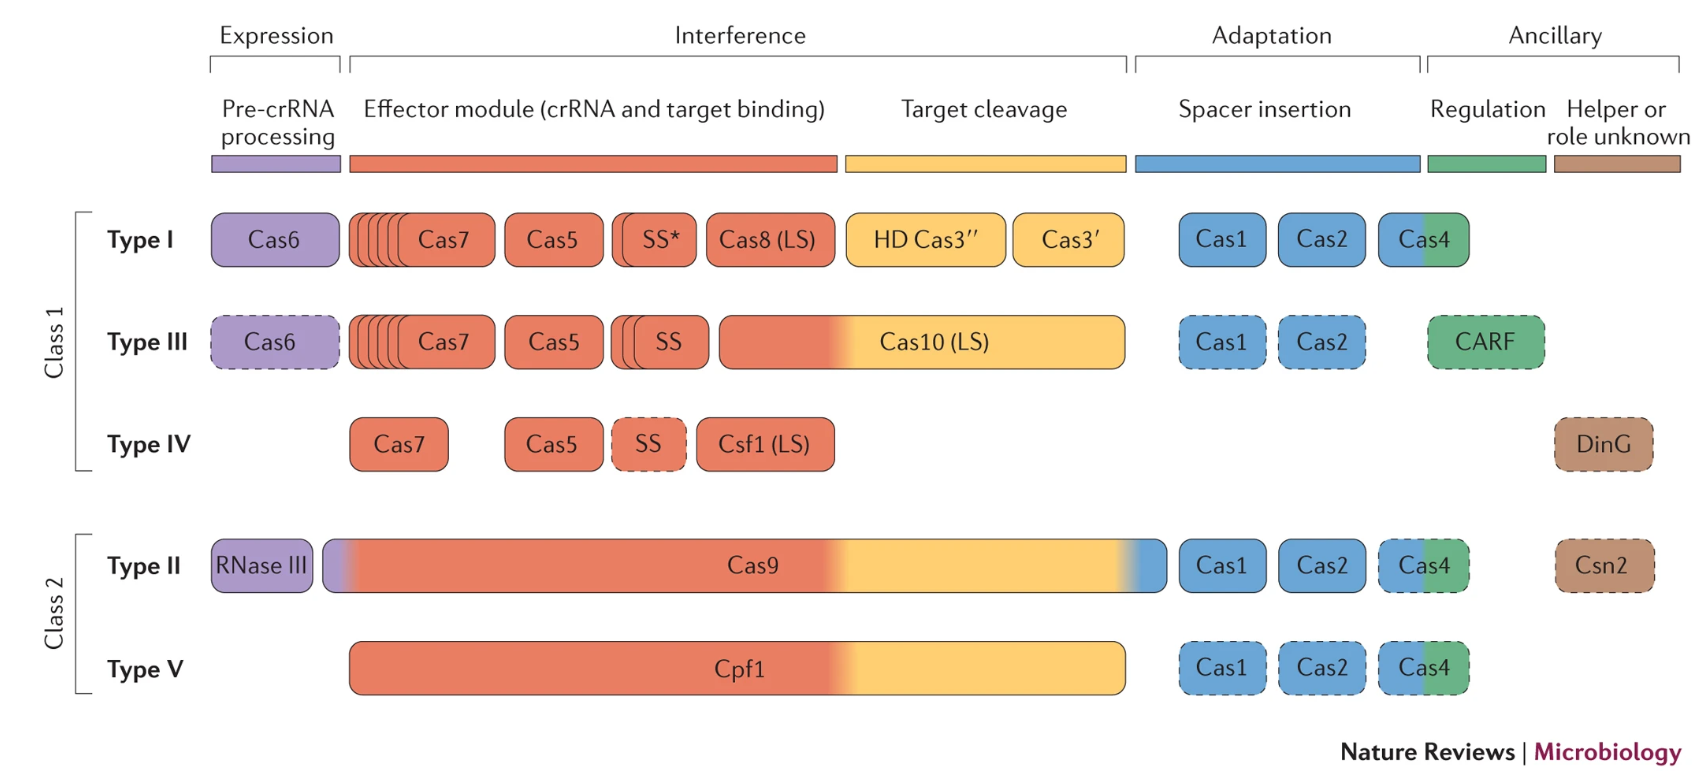 Expression Interference Adaptation Ancillary
Pre-crRNA processing Effector module (crRNA and target binding) Target cleavage Spacer insertion Regulation Helper or role unknown
Class 1
Type I Cas6 Cas7 Cas5 SS* Cas8 (LS) HD Cas3′′ Cas3′ Cas1 Cas2 Cas4
Type III Cas6 Cas7 Cas5 SS Cas10 (LS) Cas1 Cas2 CARF
Type IV Cas7 Cas5 SS Csf1 (LS) DinG
Class 2
Type II RNase III Cas9 Cas1 Cas2 Cas4 Csn2
Type V Cpf1 Cas1 Cas2 Cas4
Nature Reviews | Microbiology